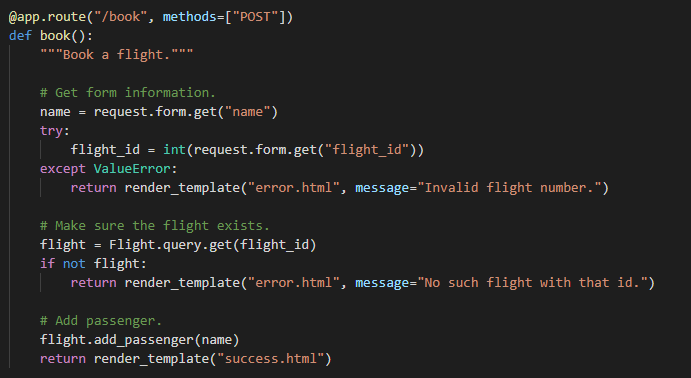 @app.route("/book", methods=["POST"])
def book():
    """Book a flight."""

    # Get form information.
    name = request.form.get("name")
    try:
        flight_id = int(request.form.get("flight_id"))
    except ValueError:
        return render_template("error.html", message="Invalid flight number.")

    # Make sure the flight exists.
    flight = Flight.query.get(flight_id)
    if not flight:
        return render_template("error.html", message="No such flight with that id.")

    # Add passenger.
    flight.add_passenger(name)
    return render_template("success.html")